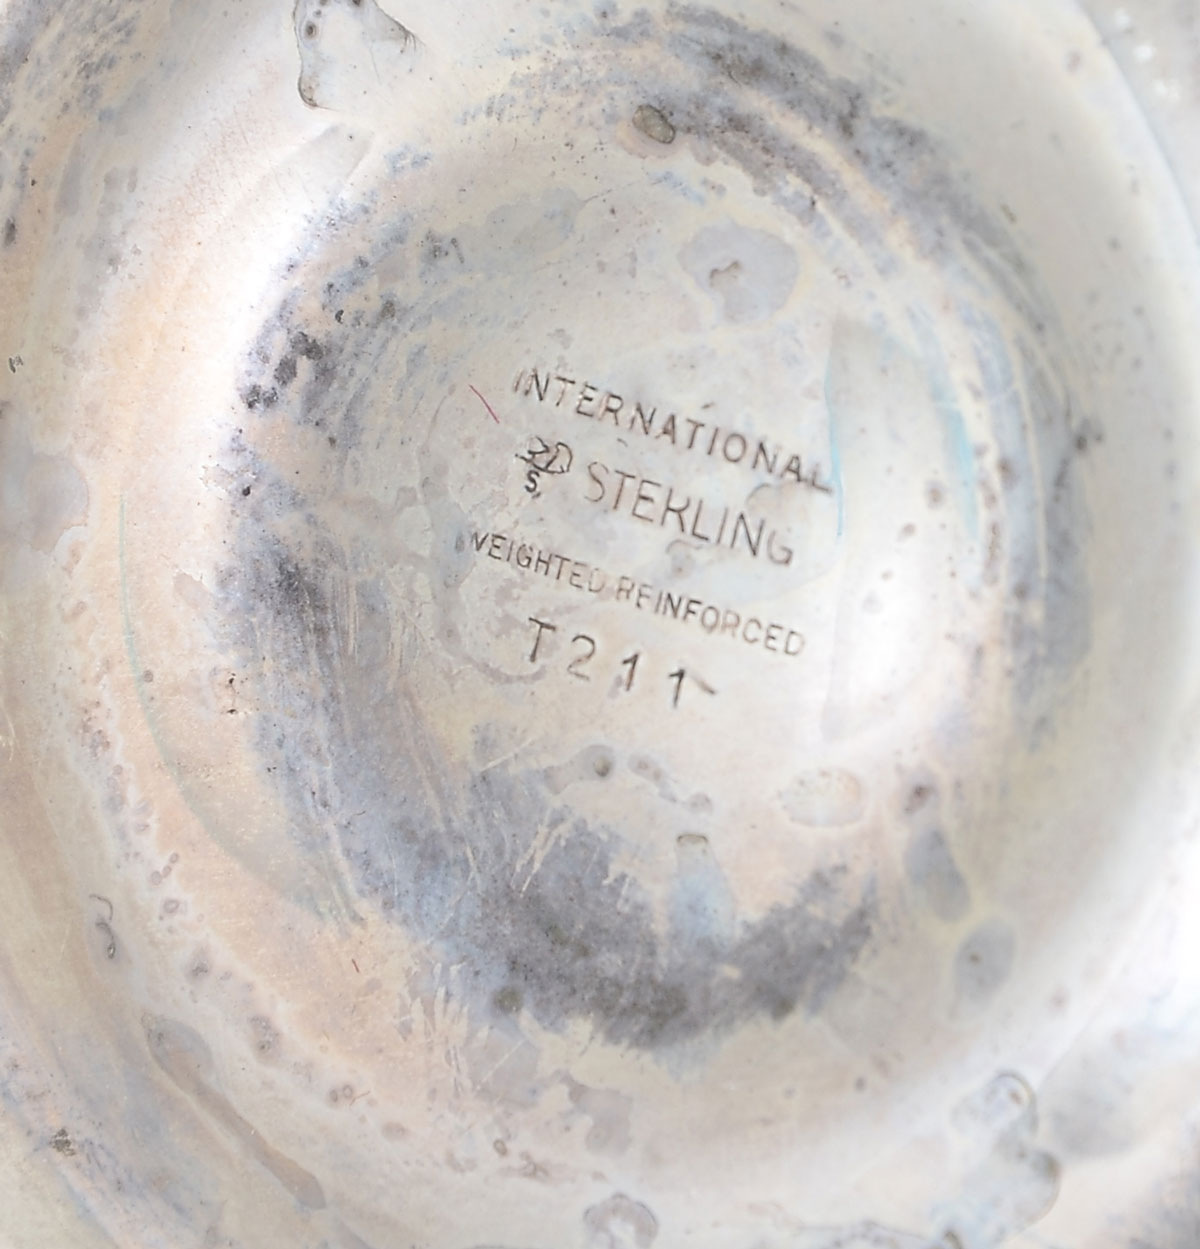 INTERNATIONAL
STERLING
WEIGHTED REINFORCED
T211